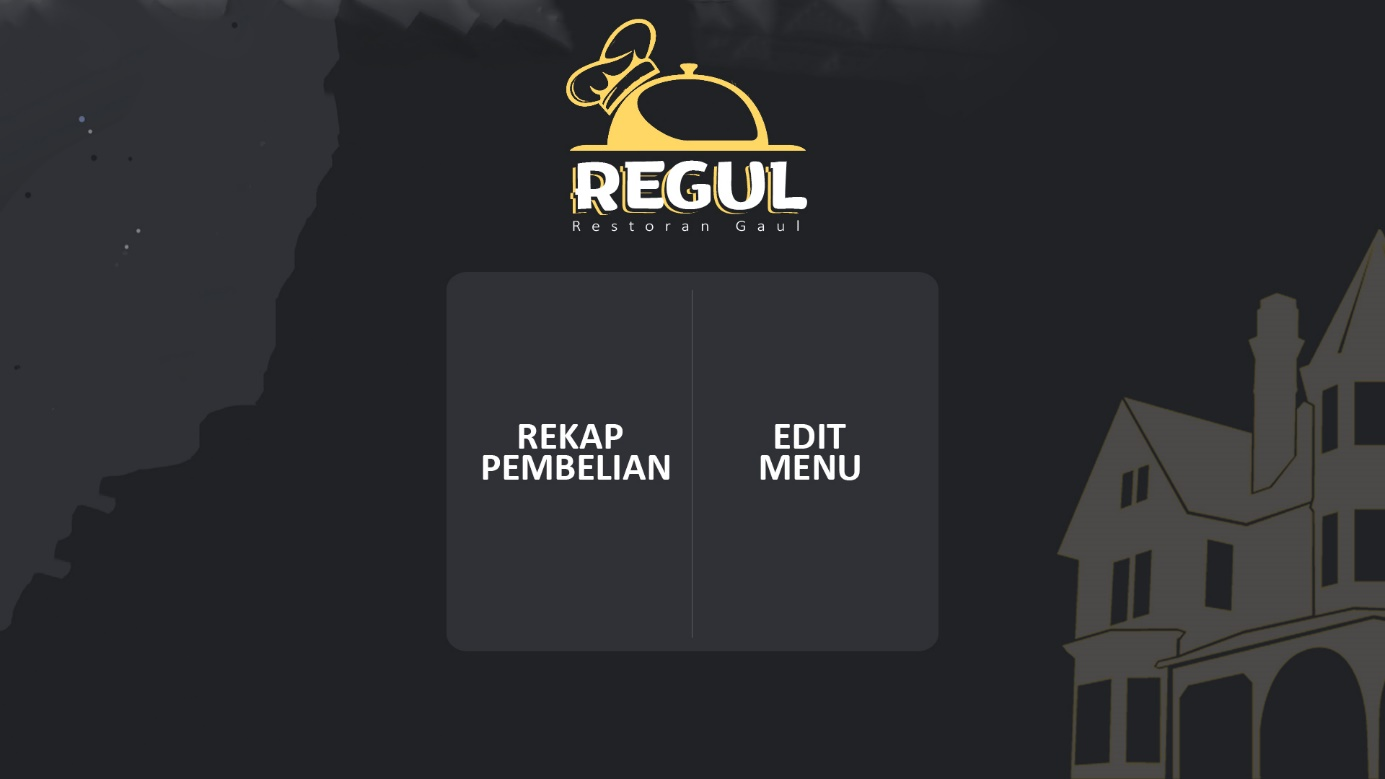 REGUL
Restoran Gaul
REKAP
PEMBELIAN
EDIT
MENU